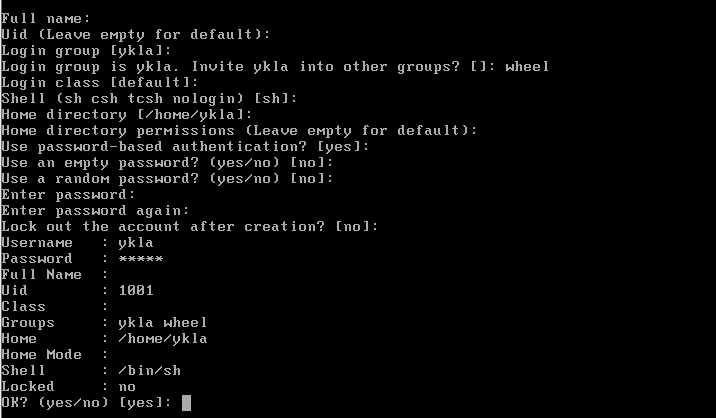 Full name:
Uid (Leave empty for default):
Login group [ykla]:
Login group is ykla. Invite ykla into other groups? []: wheel
Login class [default]:
Shell (sh csh tcsh nologin) [sh]:
Home directory [/home/ykla]:
Home directory permissions (Leave empty for default):
Use password-based authentication? [yes]:
Use an empty password? (yes/no) [no]:
Use a random password? (yes/no) [no]:
Enter password:
Enter password again:
Lock out the account after creation? [no]:
Username   : ykla
Password   : *****
Full Name  :
Uid        : 1001
Class      :
Groups     : ykla wheel
Home       : /home/ykla
Home Mode  :
Shell      : /bin/sh
Locked     : no
OK? (yes/no) [yes]: